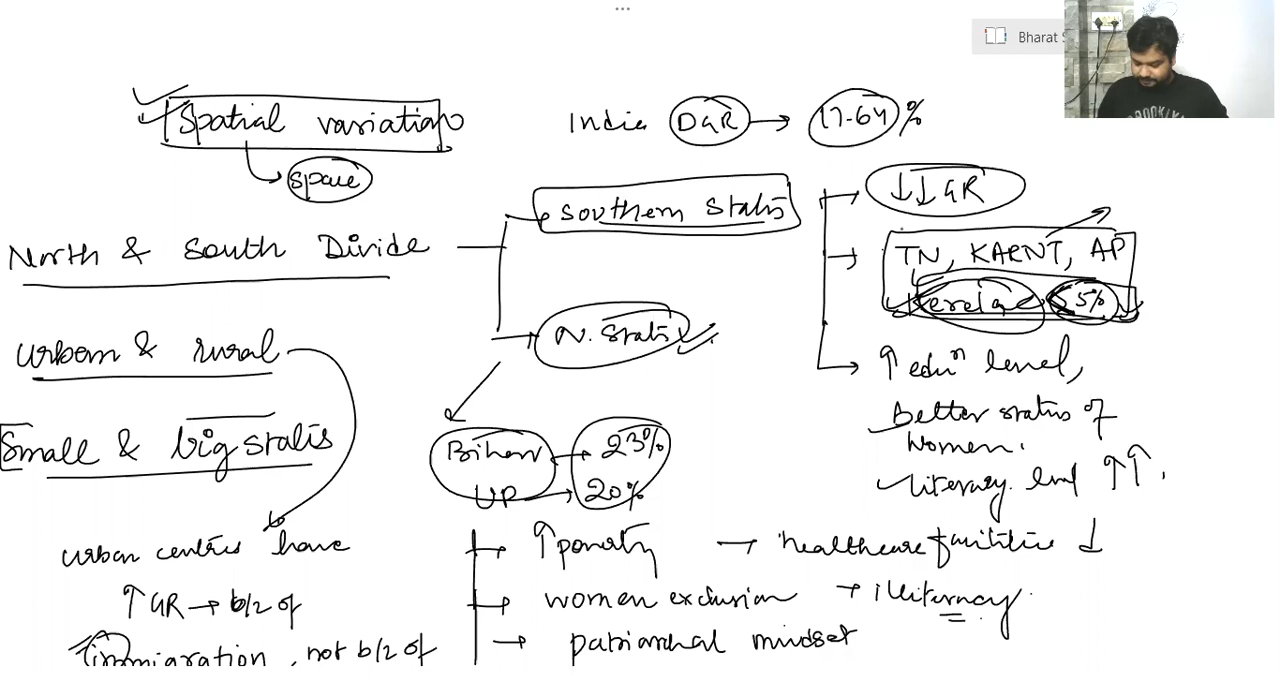 Bharat S
Spatial variation
India DGR → 17.64%
space
Southern States
↓↓GR
North & South Divide
TN, KARNT, AP
Kerela 5%
N. States
Urban & rural
↑ eduⁿ level,
Better status of
women.
Small & big states
Bihar → 23%
UP → 20%
literacy level ↑↑,
urban centres have
↑ poverty → healthcare facilities ↓
↑GR → b/z of
women exclusion → illiteracy.
immigration, not b/z of
→ patriarchal mindset